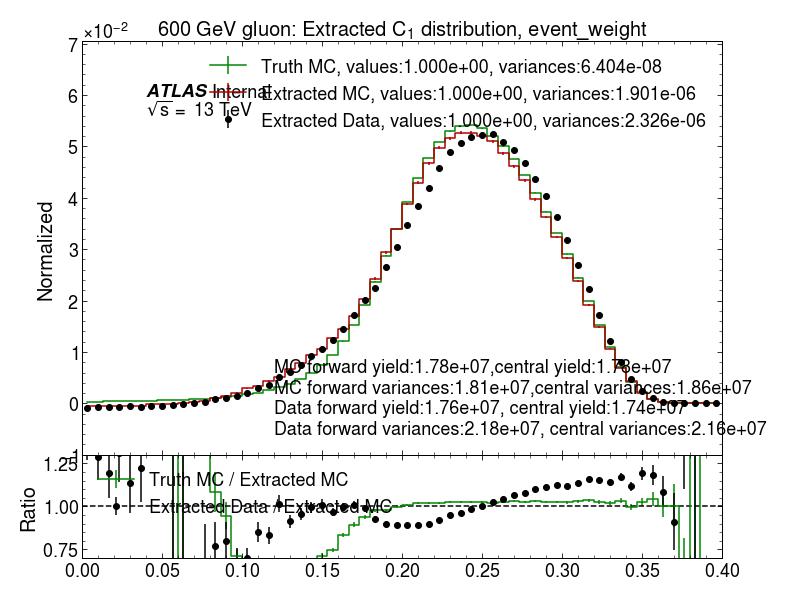 ×10⁻² 600 GeV gluon: Extracted C₁ distribution, event_weight
7
Truth MC, values:1.000e+00, variances:6.404e-08
6
ATLAS Internal
Extracted MC, values:1.000e+00, variances:1.901e-06
√s = 13 TeV
Extracted Data, values:1.000e+00, variances:2.326e-06
5
4
Normalized
3
2
1
MC forward yield:1.78e+07,central yield:1.78e+07
MC forward variances:1.81e+07,central variances:1.86e+07
0
Data forward yield:1.76e+07, central yield:1.74e+07
Data forward variances:2.18e+07, central variances:2.16e+07
1
1.25
Truth MC / Extracted MC
Ratio
1.00
Extracted Data / Extracted MC
0.75
0.00 0.05 0.10 0.15 0.20 0.25 0.30 0.35 0.40